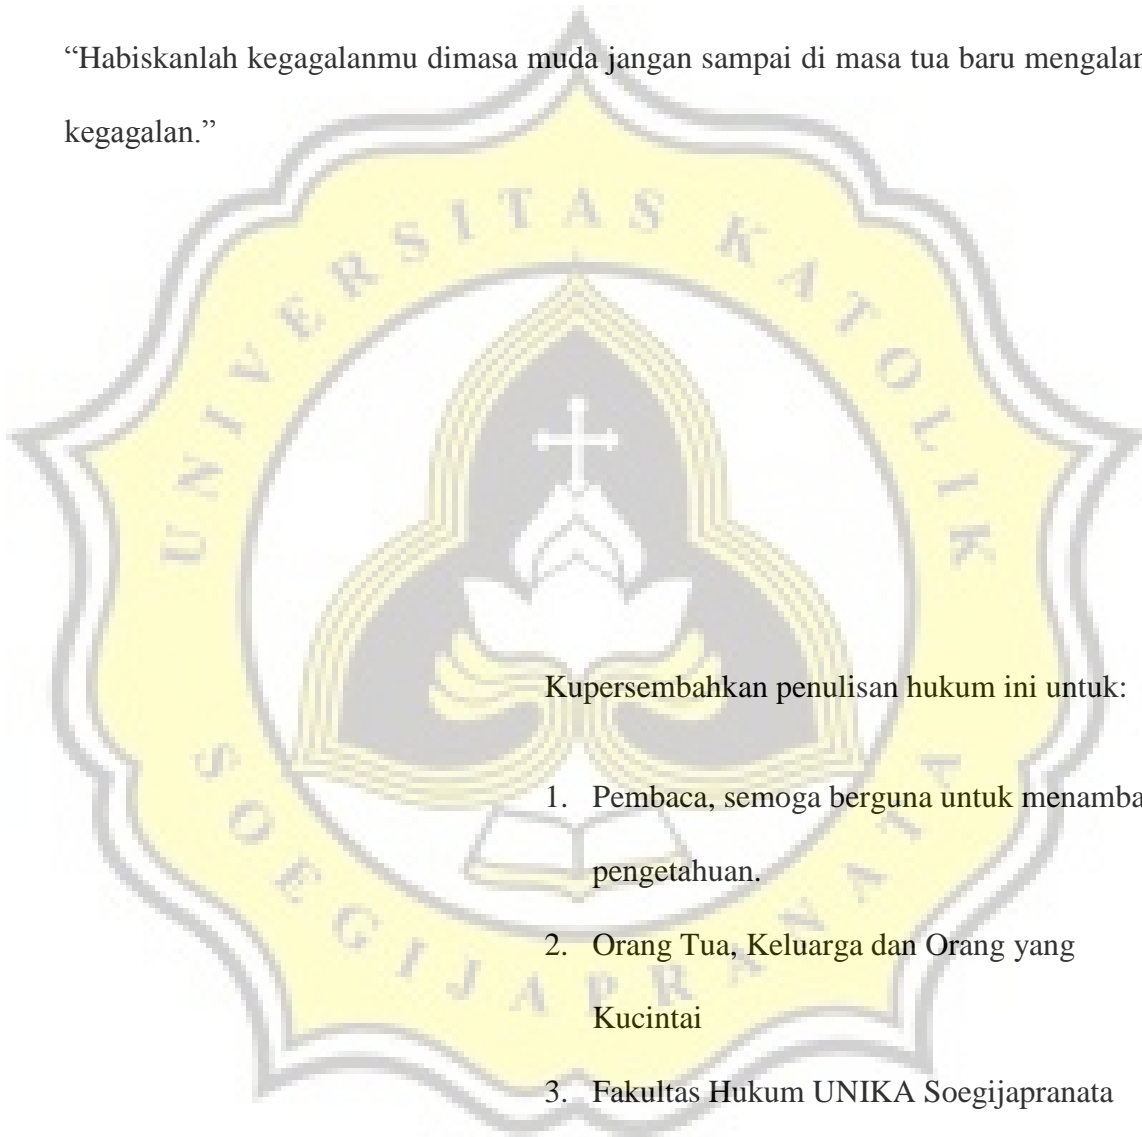 “Habiskanlah kegagalanmu dimasa muda jangan sampai di masa tua baru
kegagalan.”
UNIVERSITAS KATOLIK
SOEGIJAPRANATA
Kupersembahkan penulisan hukum ini untuk:
1. Pembaca, semoga berguna untuk
pengetahuan.
2. Orang Tua, Keluarga dan Orang yang
Kucintai
3. Fakultas Hukum UNIKA Soegijapranata